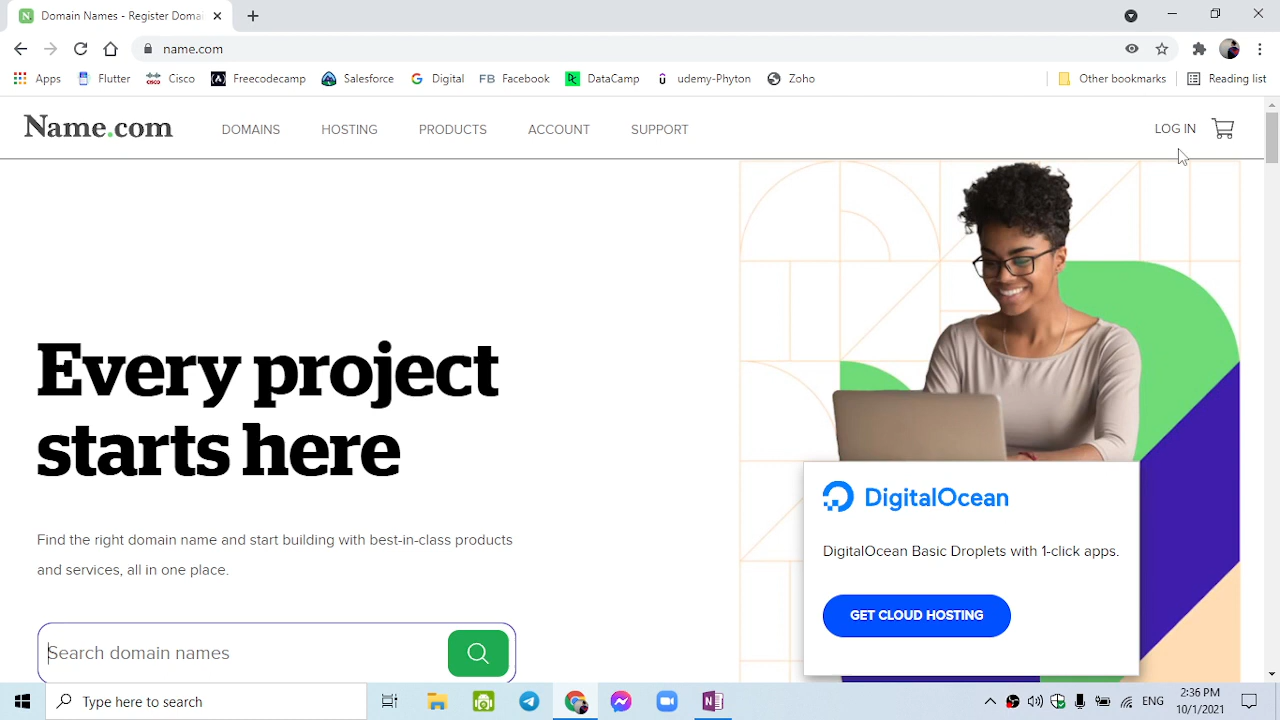 Domain Names - Register Domai
name.com
Apps Flutter Cisco Freecodecamp Salesforce Digital Facebook DataCamp udemy-Phyton Zoho Other bookmarks Reading list
Name.com DOMAINS HOSTING PRODUCTS ACCOUNT SUPPORT LOG IN
Every project
starts here
Find the right domain name and start building with best-in-class products
and services, all in one place.
Search domain names
DigitalOcean
DigitalOcean Basic Droplets with 1-click apps.
GET CLOUD HOSTING
Type here to search
2:36 PM
10/1/2021